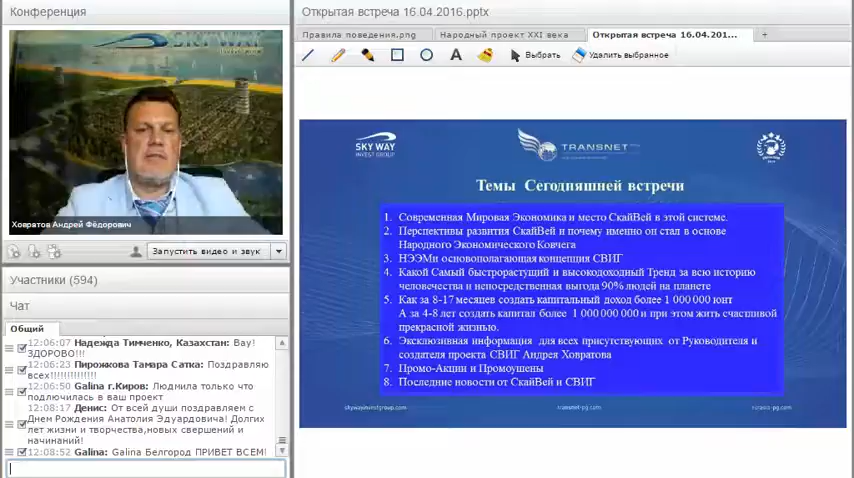 Конференция
SKY WAY
Ховратов Андрей Фёдорович
Запустить видео и звук
Участники (594)
Чат
Общий
12:06:07 Надежда Тимченко, Казахстан: Вау!
ЗДОРОВО!!!
12:06:23 Пирожкова Тамара Сатка: Поздравляю
всех!!!!!!!!!!!!!
12:06:50 Galina г.Киров: Людмила только что
подлючилась в ваш проект
12:08:17 Денис: От всей души поздравляем с
Днем Рождения Анатолия Эдуардовича! Долгих
лет жизни и творчества,новых свершений и
начинаний!
12:08:52 Galina: Galina Белгород ПРИВЕТ ВСЕМ!
Открытая встреча 16.04.2016.pptx
Правила поведения.png
Народный проект XXI века
Открытая встреча 16.04.201...
+
A
Выбрать
Удалить выбранное
SKY WAY
INVEST GROUP
TRANSNET
Темы Сегодняшней встречи
1. Современная Мировая Экономика и место СкайВей в этой системе.
2. Перспективы развития СкайВей и почему именно он стал в основе
Народного Экономического Ковчега
3. НЭЭМи основополагающая концепция СВИГ
4. Какой Самый быстрорастущий и высокодоходный Тренд за всю историю
человечества и непосредственная выгода 90% людей на планете
5. Как за 8-17 месяцев создать капитальный доход более 1 000 000 юнт
А за 4-8 лет создать капитал более 1 000 000 000 и при этом жить счастливой
прекрасной жизнью.
6. Эксклюзивная информация для всех присутствующих от Руководителя и
создателя проекта СВИГ Андрея Ховратова
7. Промо-Акции и Промоушены
8. Последние новости от СкайВей и СВИГ
skywayinvestgroup.com
transnet-pg.com